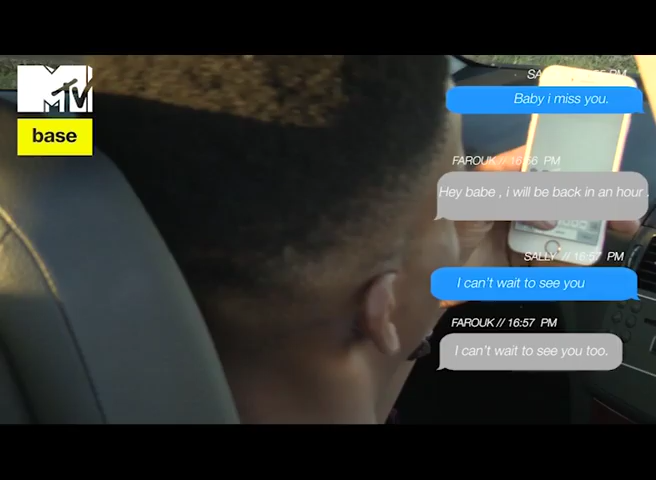 MTV
base
Baby i miss you.
FAROUK // 16:56 PM
Hey babe , i will be back in an hour .
SALLY // 16:57 PM
I can't wait to see you
FAROUK // 16:57 PM
I can't wait to see you too.